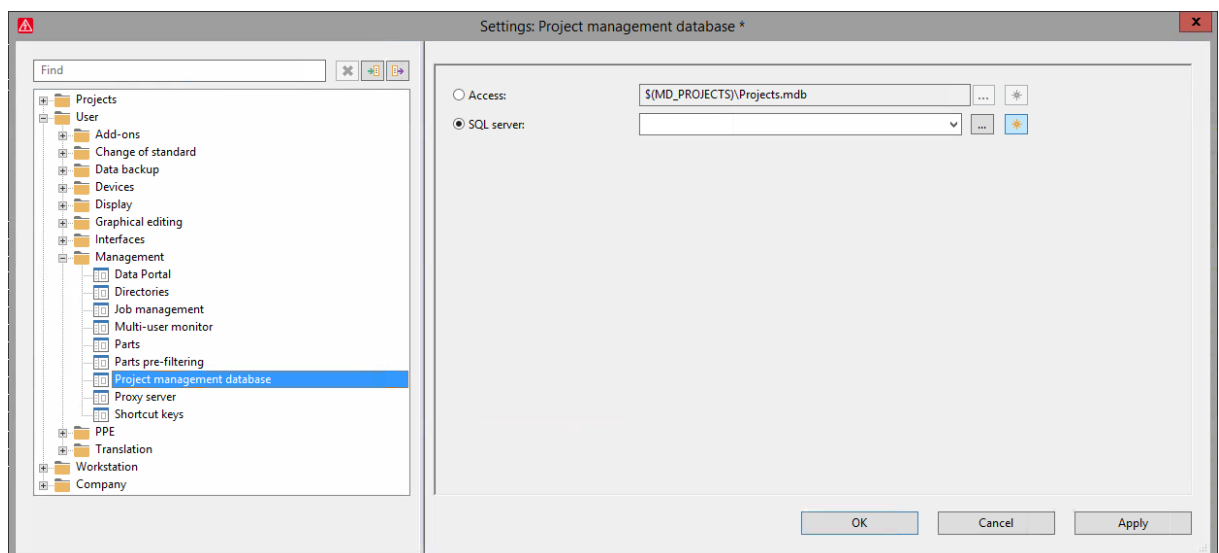 Settings: Project management database *
x
Find
Projects
User
Add-ons
Change of standard
Data backup
Devices
Display
Graphical editing
Interfaces
Management
Data Portal
Directories
Job management
Multi-user monitor
Parts
Parts pre-filtering
Project management database
Proxy server
Shortcut keys
PPE
Translation
Workstation
Company
Access: $(MD_PROJECTS)\Projects.mdb ...
SQL server: ...
OK Cancel Apply